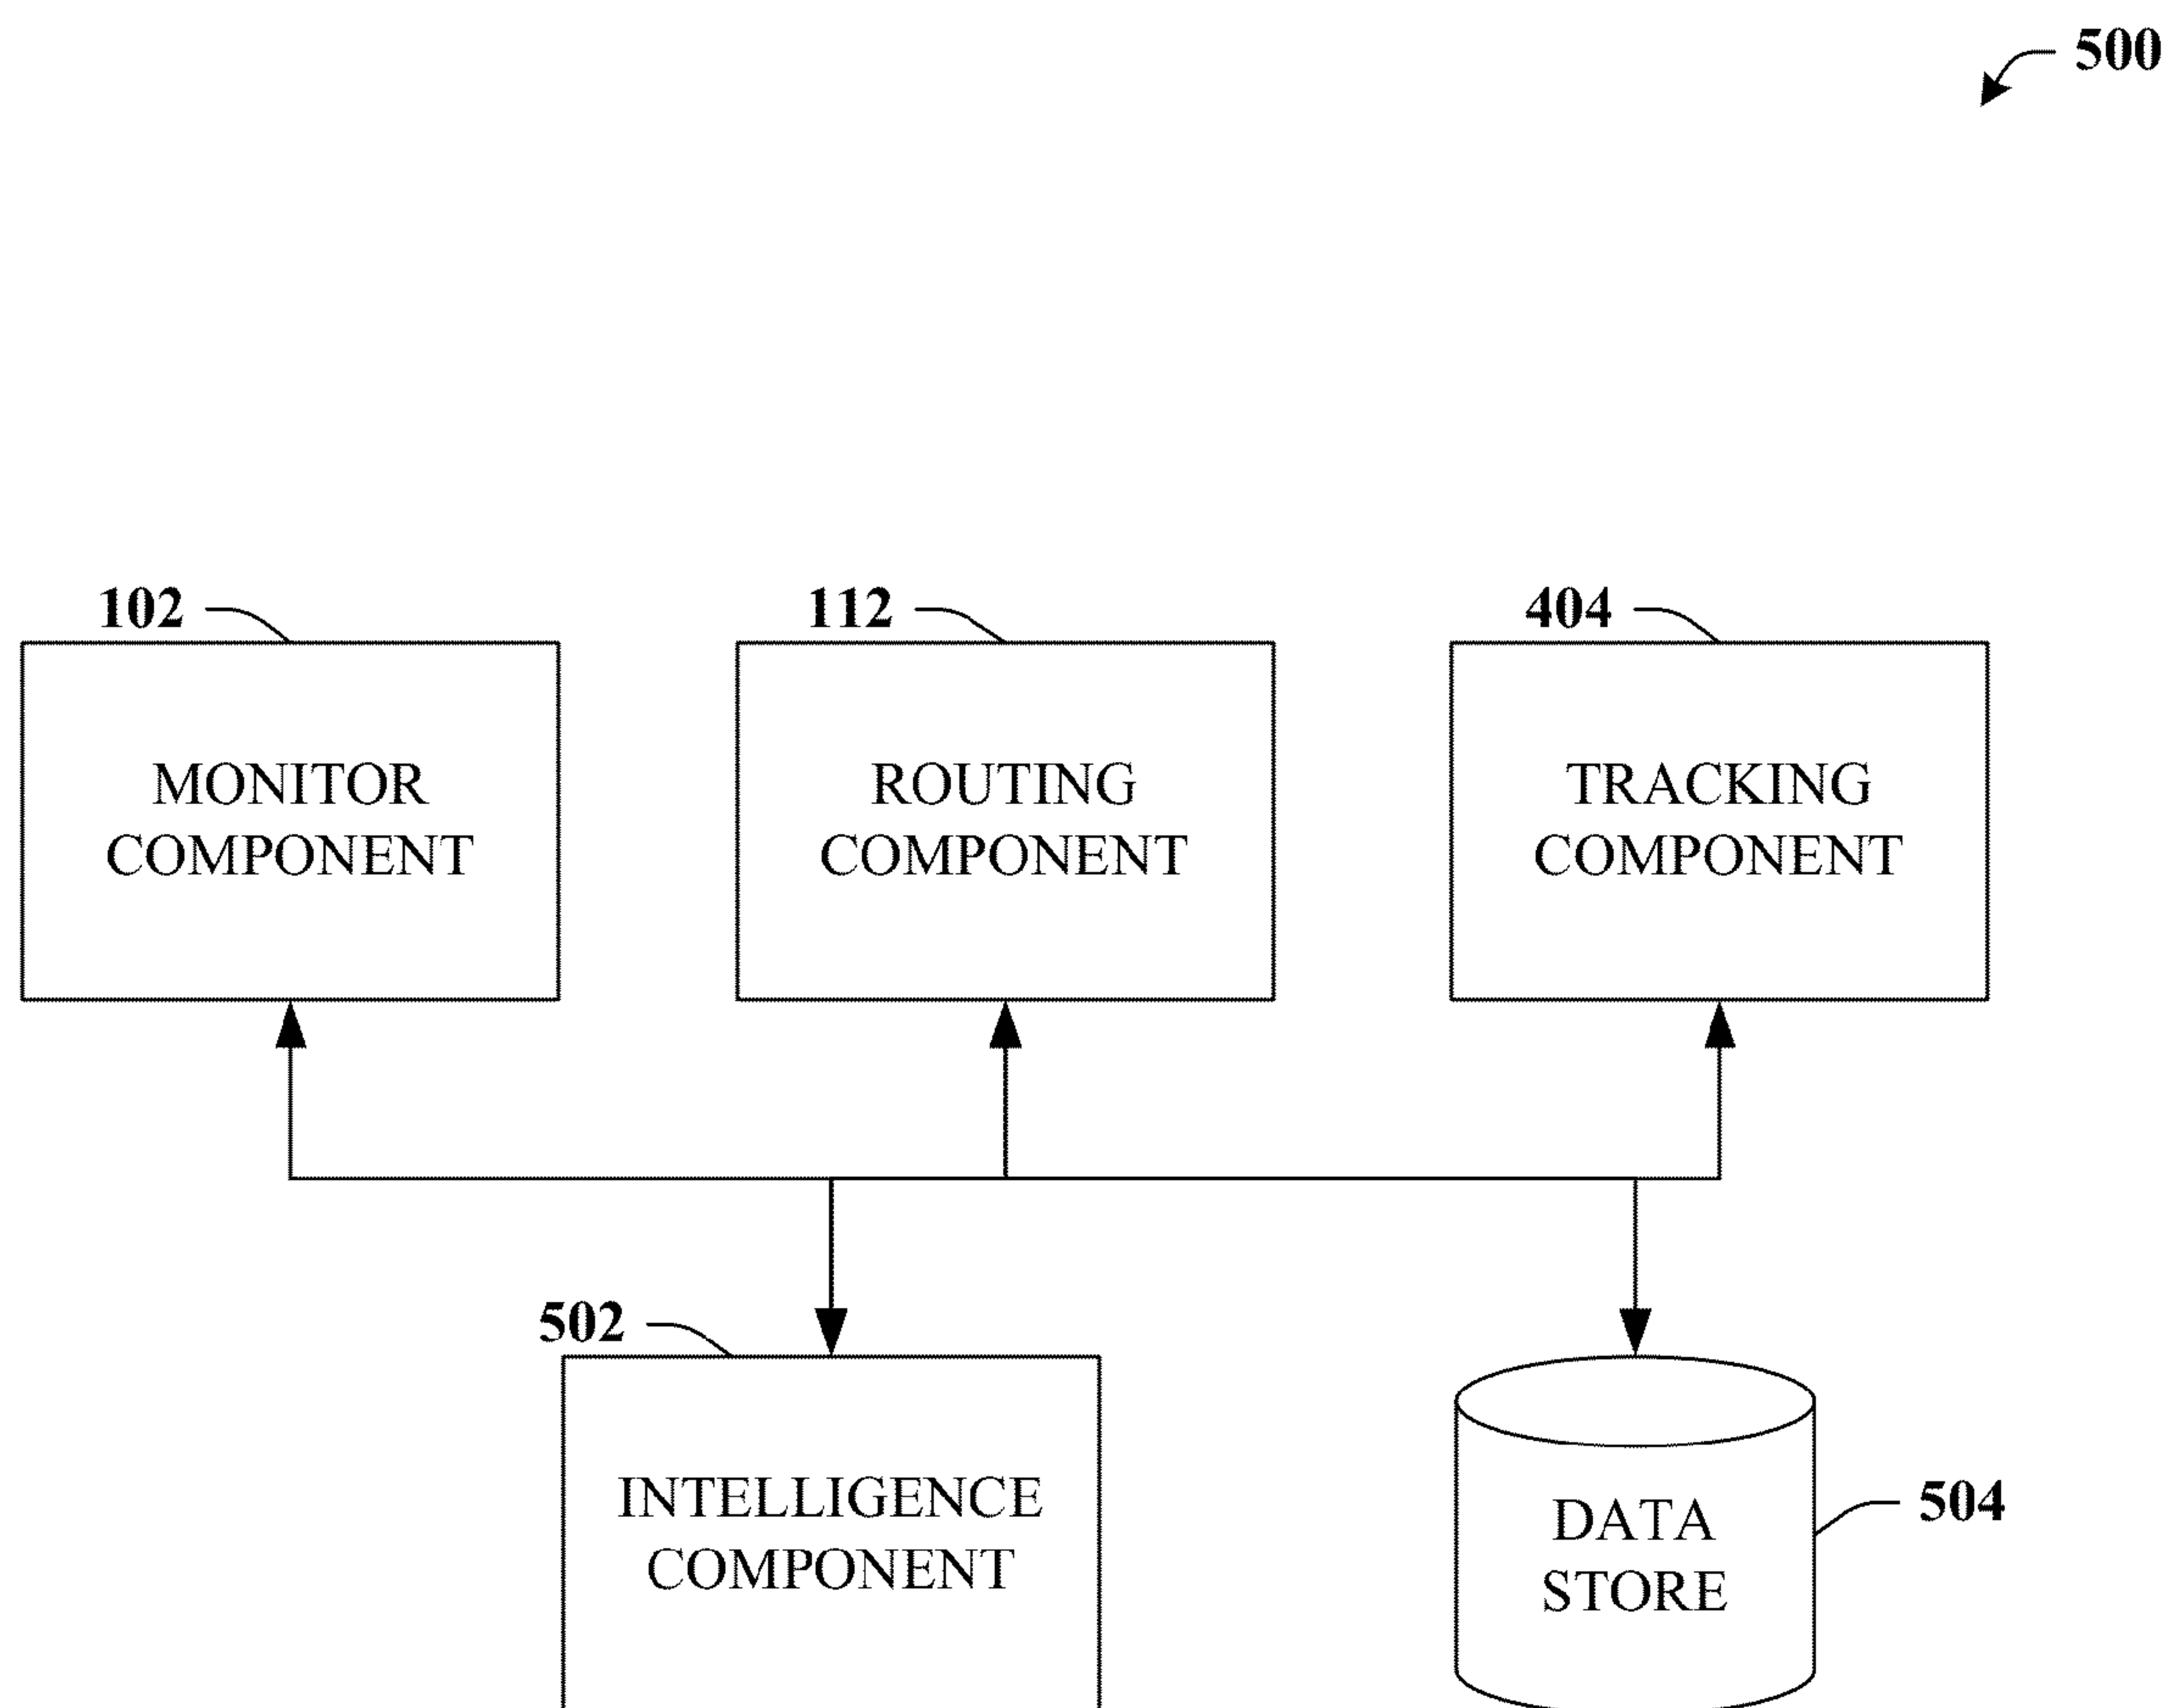 500
102
112
404
MONITOR
COMPONENT
ROUTING
COMPONENT
TRACKING
COMPONENT
502
INTELLIGENCE
COMPONENT
DATA
STORE
504